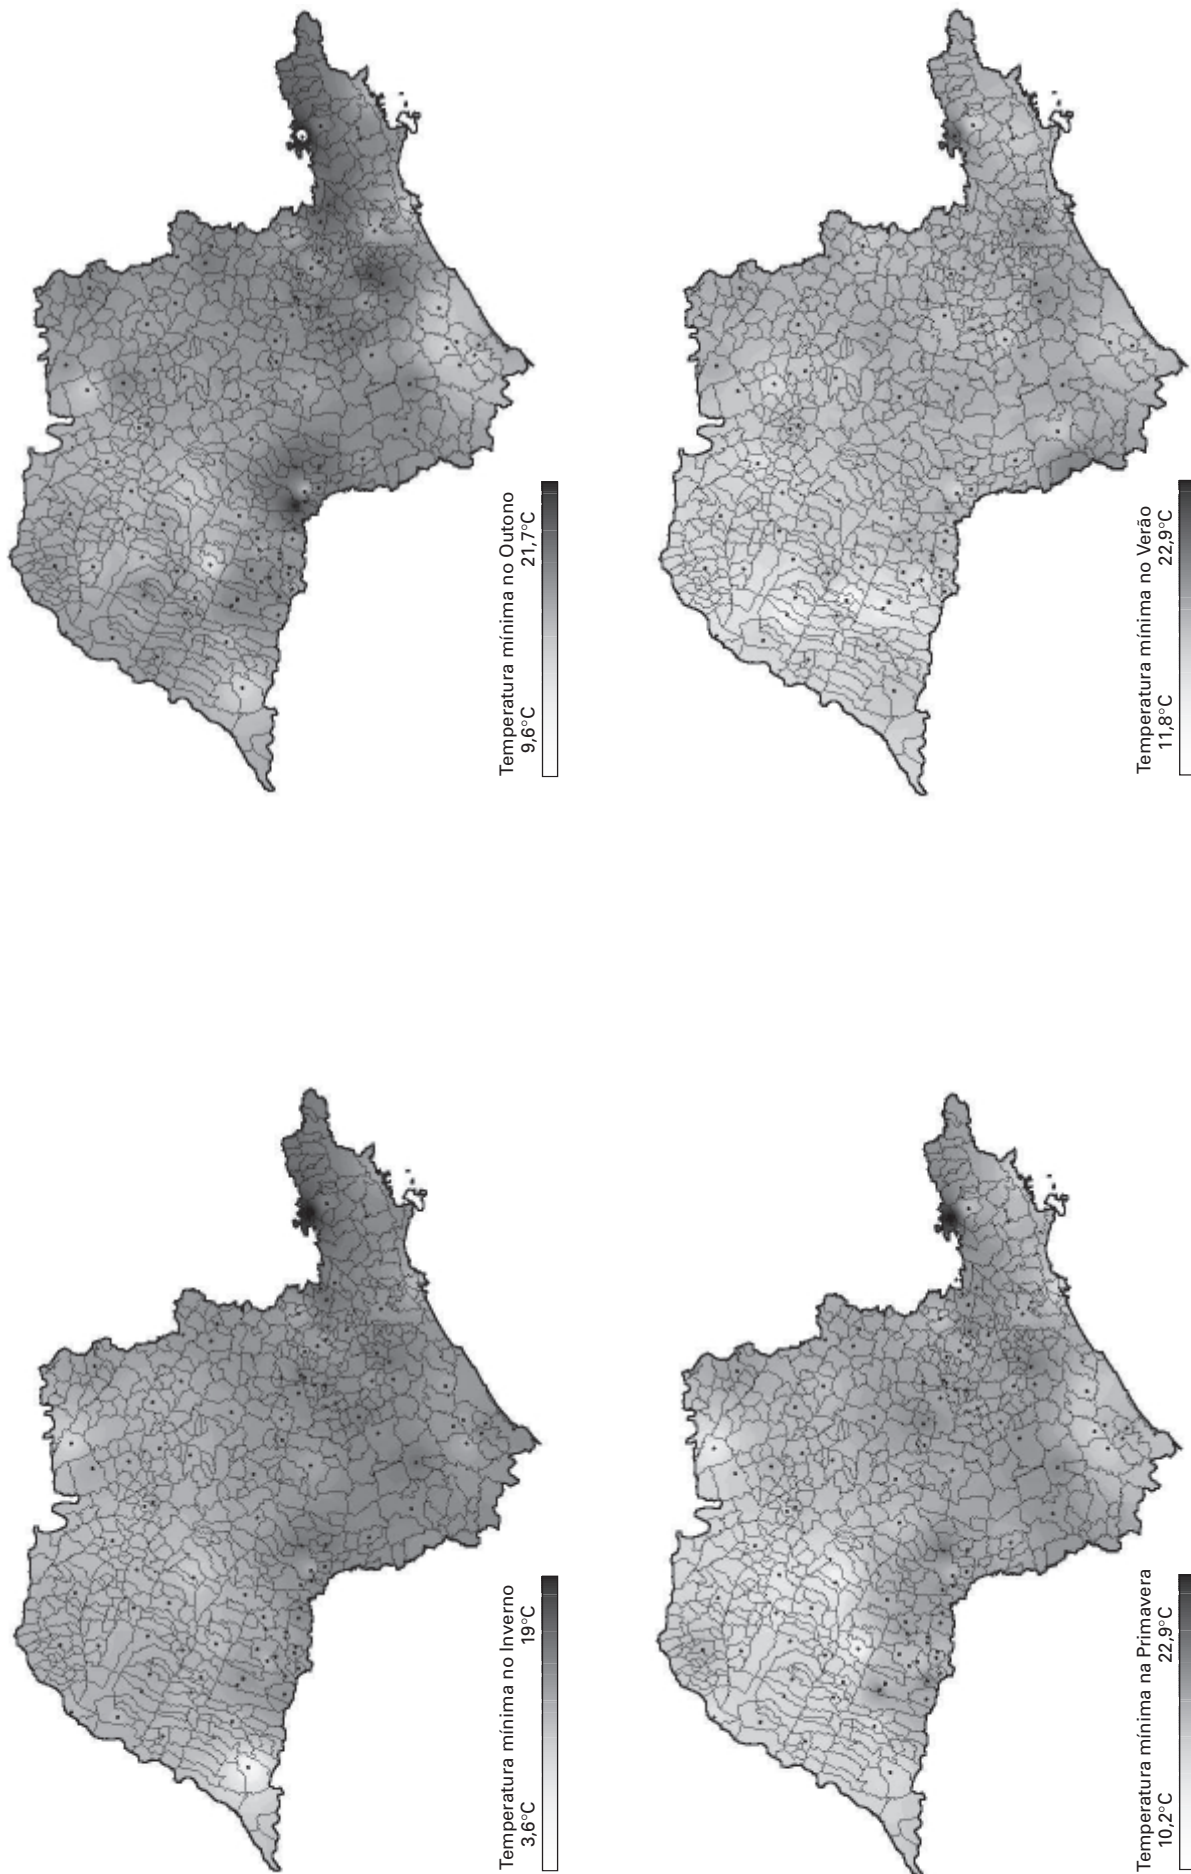 Temperatura mínima no Outono
9,6°C 21,7°C
Temperatura mínima no Verão
11,8°C 22,9°C
Temperatura mínima no Inverno
3,6°C 19°C
Temperatura mínima na Primavera
10,2°C 22,9°C